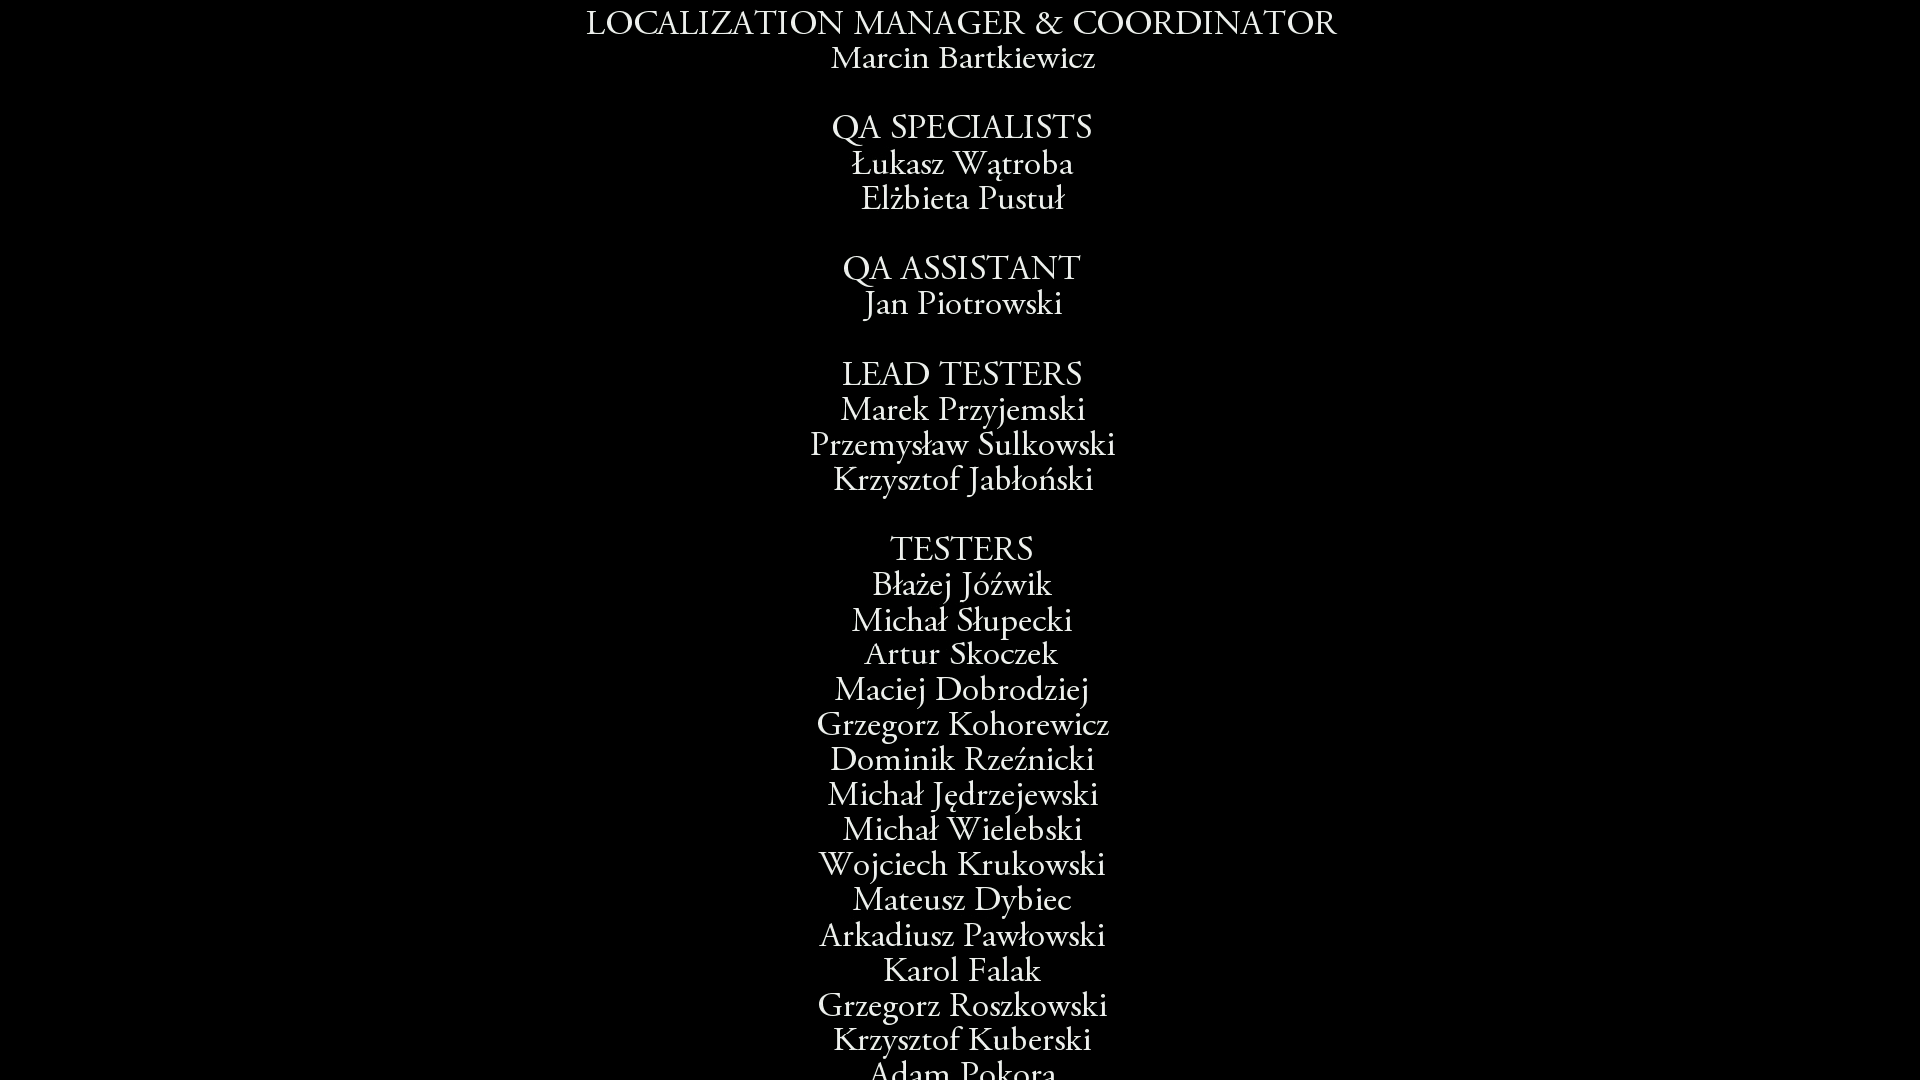 LOCALIZATION MANAGER & COORDINATOR
Marcin Bartkiewicz
QA SPECIALISTS
Łukasz Wątroba
Elżbieta Pustuł
QA ASSISTANT
Jan Piotrowski
LEAD TESTERS
Marek Przyjemski
Przemysław Sulkowski
Krzysztof Jabłoński
TESTERS
Błażej Jóźwik
Michał Słupecki
Artur Skoczek
Maciej Dobrodziej
Grzegorz Kohorewicz
Dominik Rzeźnicki
Michał Jędrzejewski
Michał Wielebski
Wojciech Krukowski
Mateusz Dybiec
Arkadiusz Pawłowski
Karol Falak
Grzegorz Roszkowski
Krzysztof Kuberski
Adam Pokora